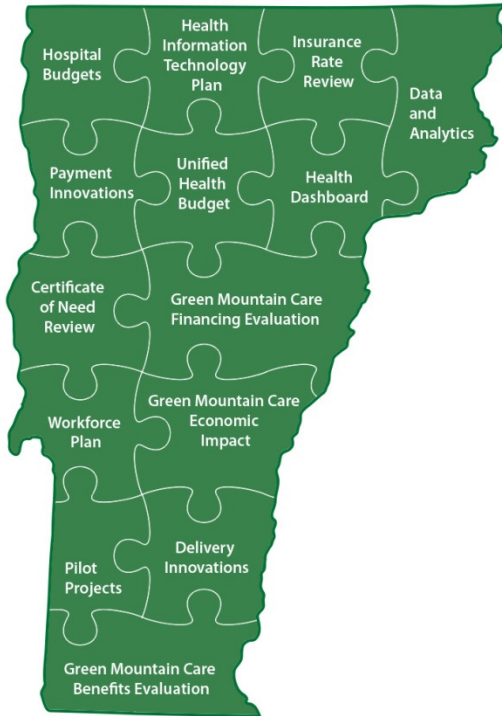 Hospital
Budgets
Health
Information
Technology
Plan
Insurance
Rate
Review
Data
and
Analytics
Payment
Innovations
Unified
Health
Budget
Health
Dashboard
Certificate
of Need
Review
Green Mountain Care
Financing Evaluation
Workforce
Plan
Green Mountain Care
Economic
Impact
Pilot
Projects
Delivery
Innovations
Green Mountain Care
Benefits Evaluation